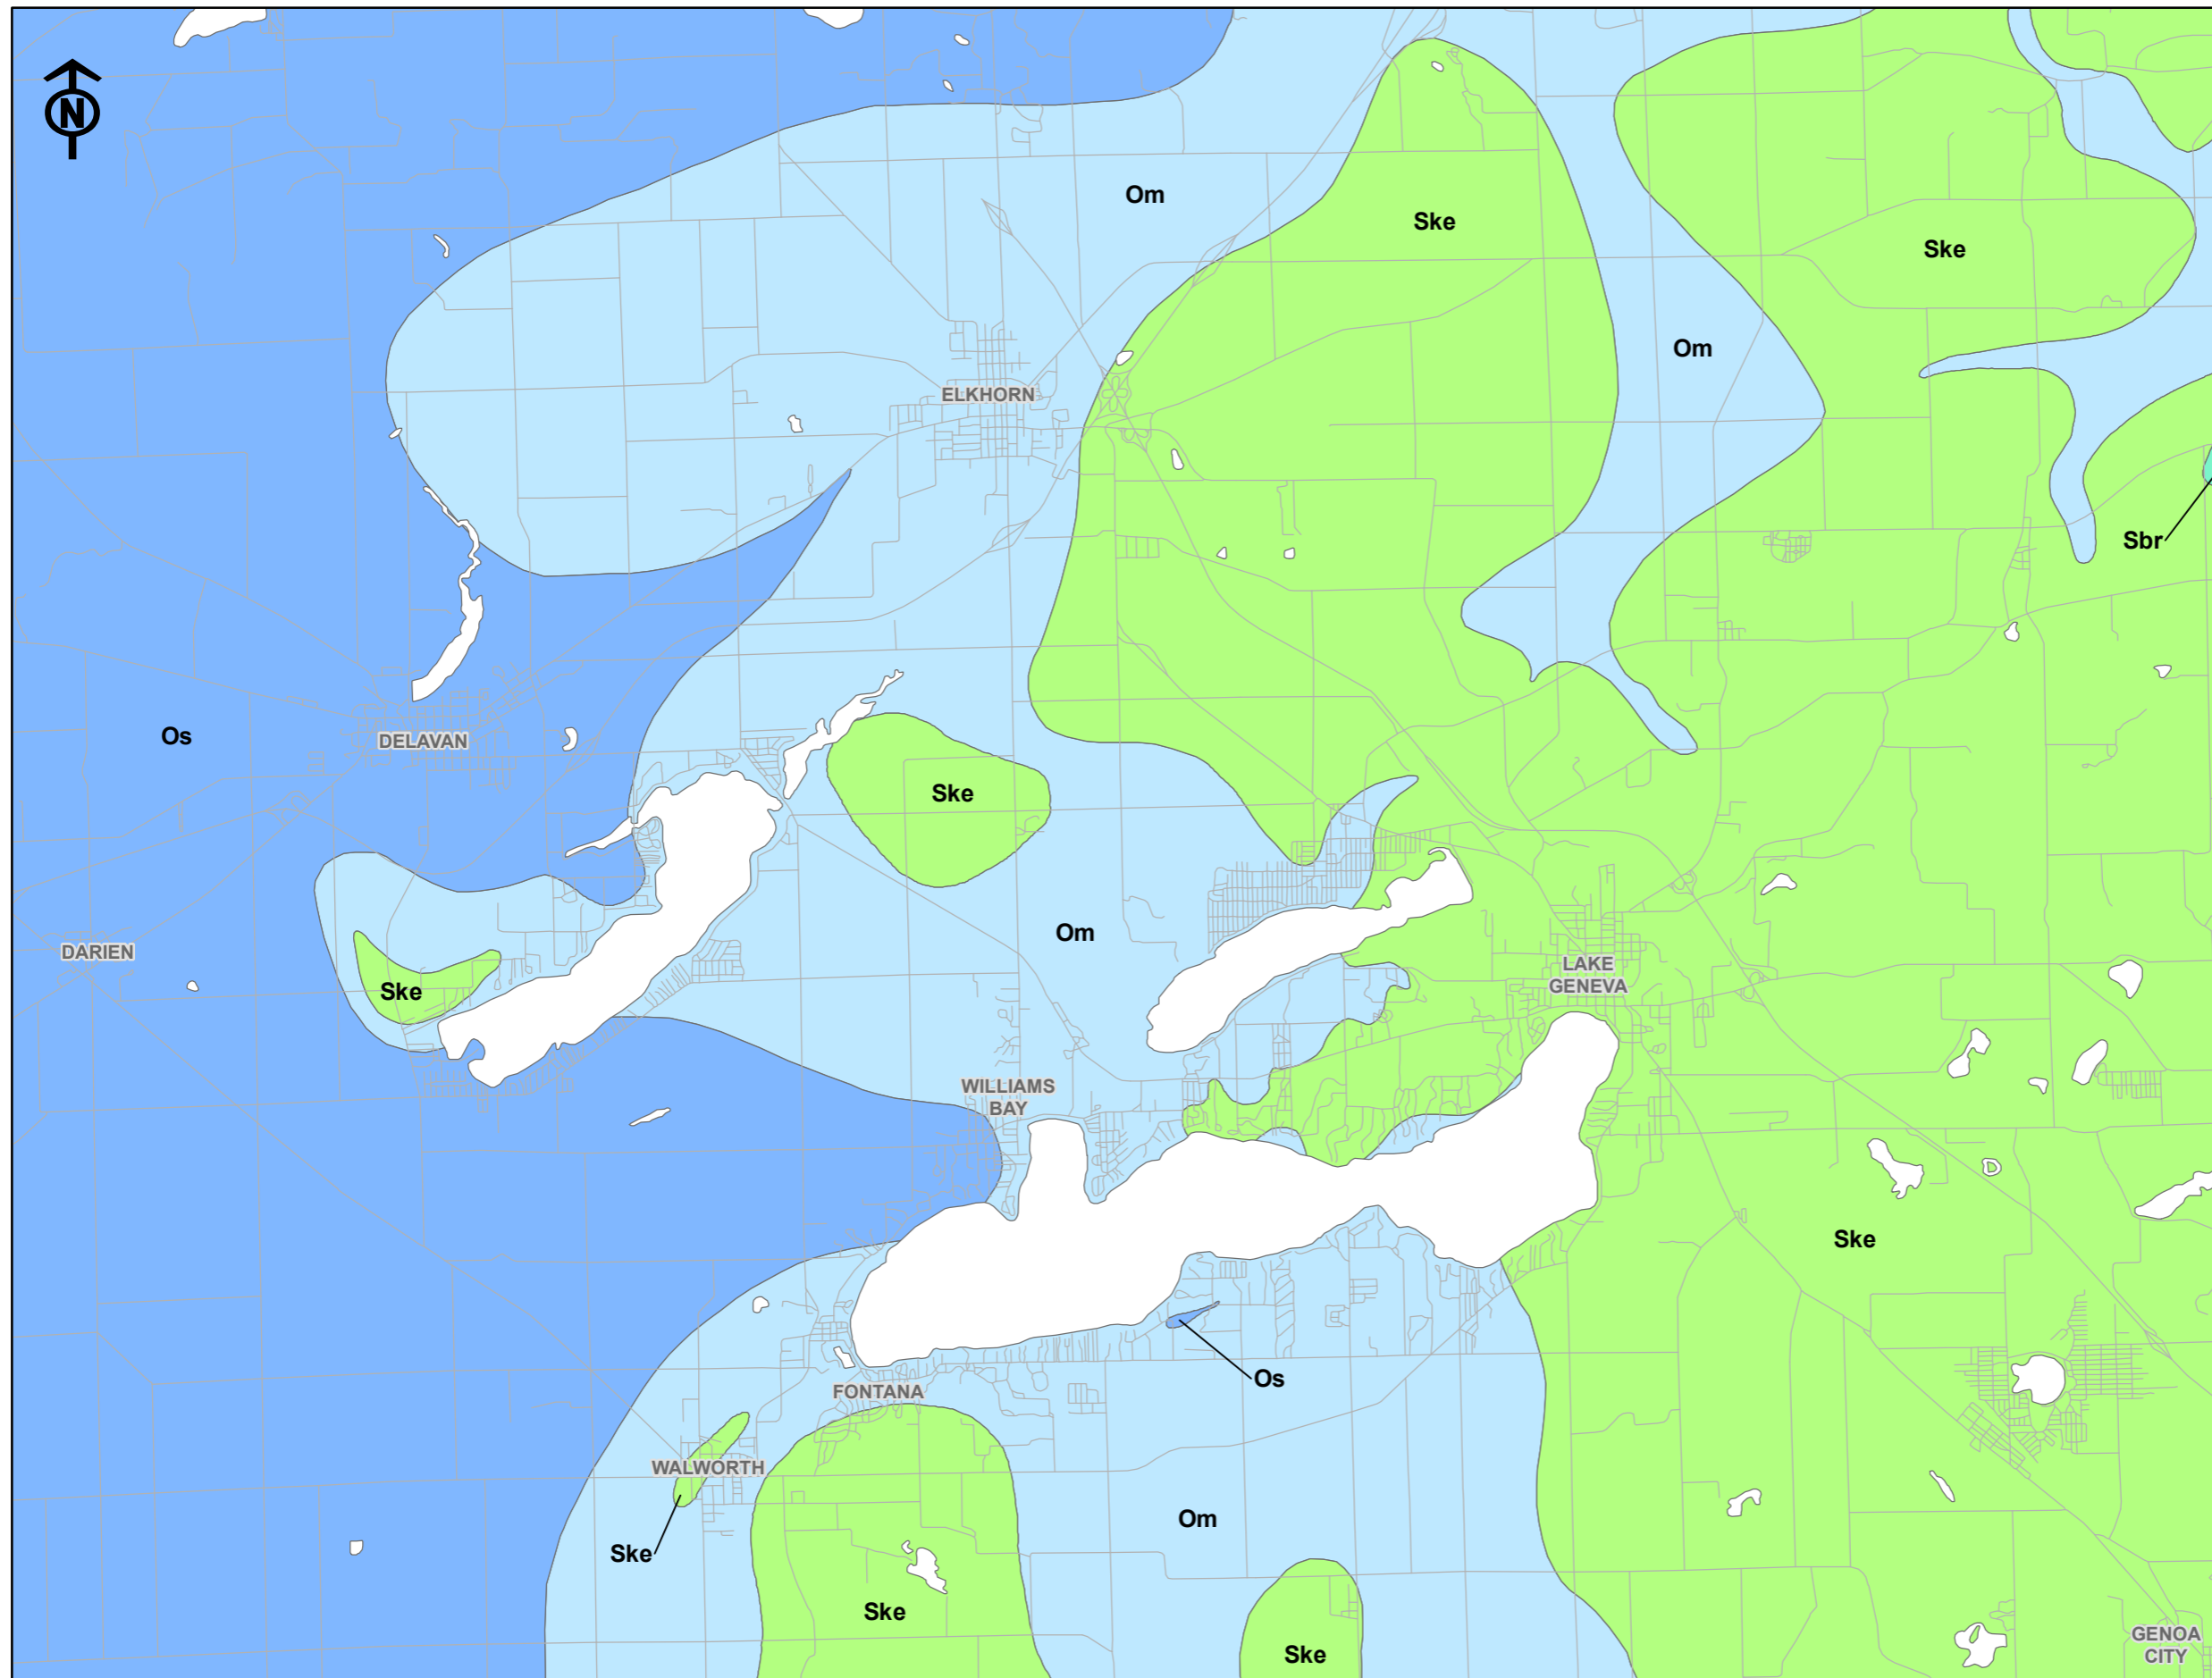 N
Om
Ske
Ske
Om
ELKHORN
Sbr
Os
DELAVAN
Ske
Om
DARIEN
Ske
LAKE
GENEVA
WILLIAMS
BAY
Ske
Os
FONTANA
WALWORTH
Om
Ske
Ske
Ske
GENOA
CITY